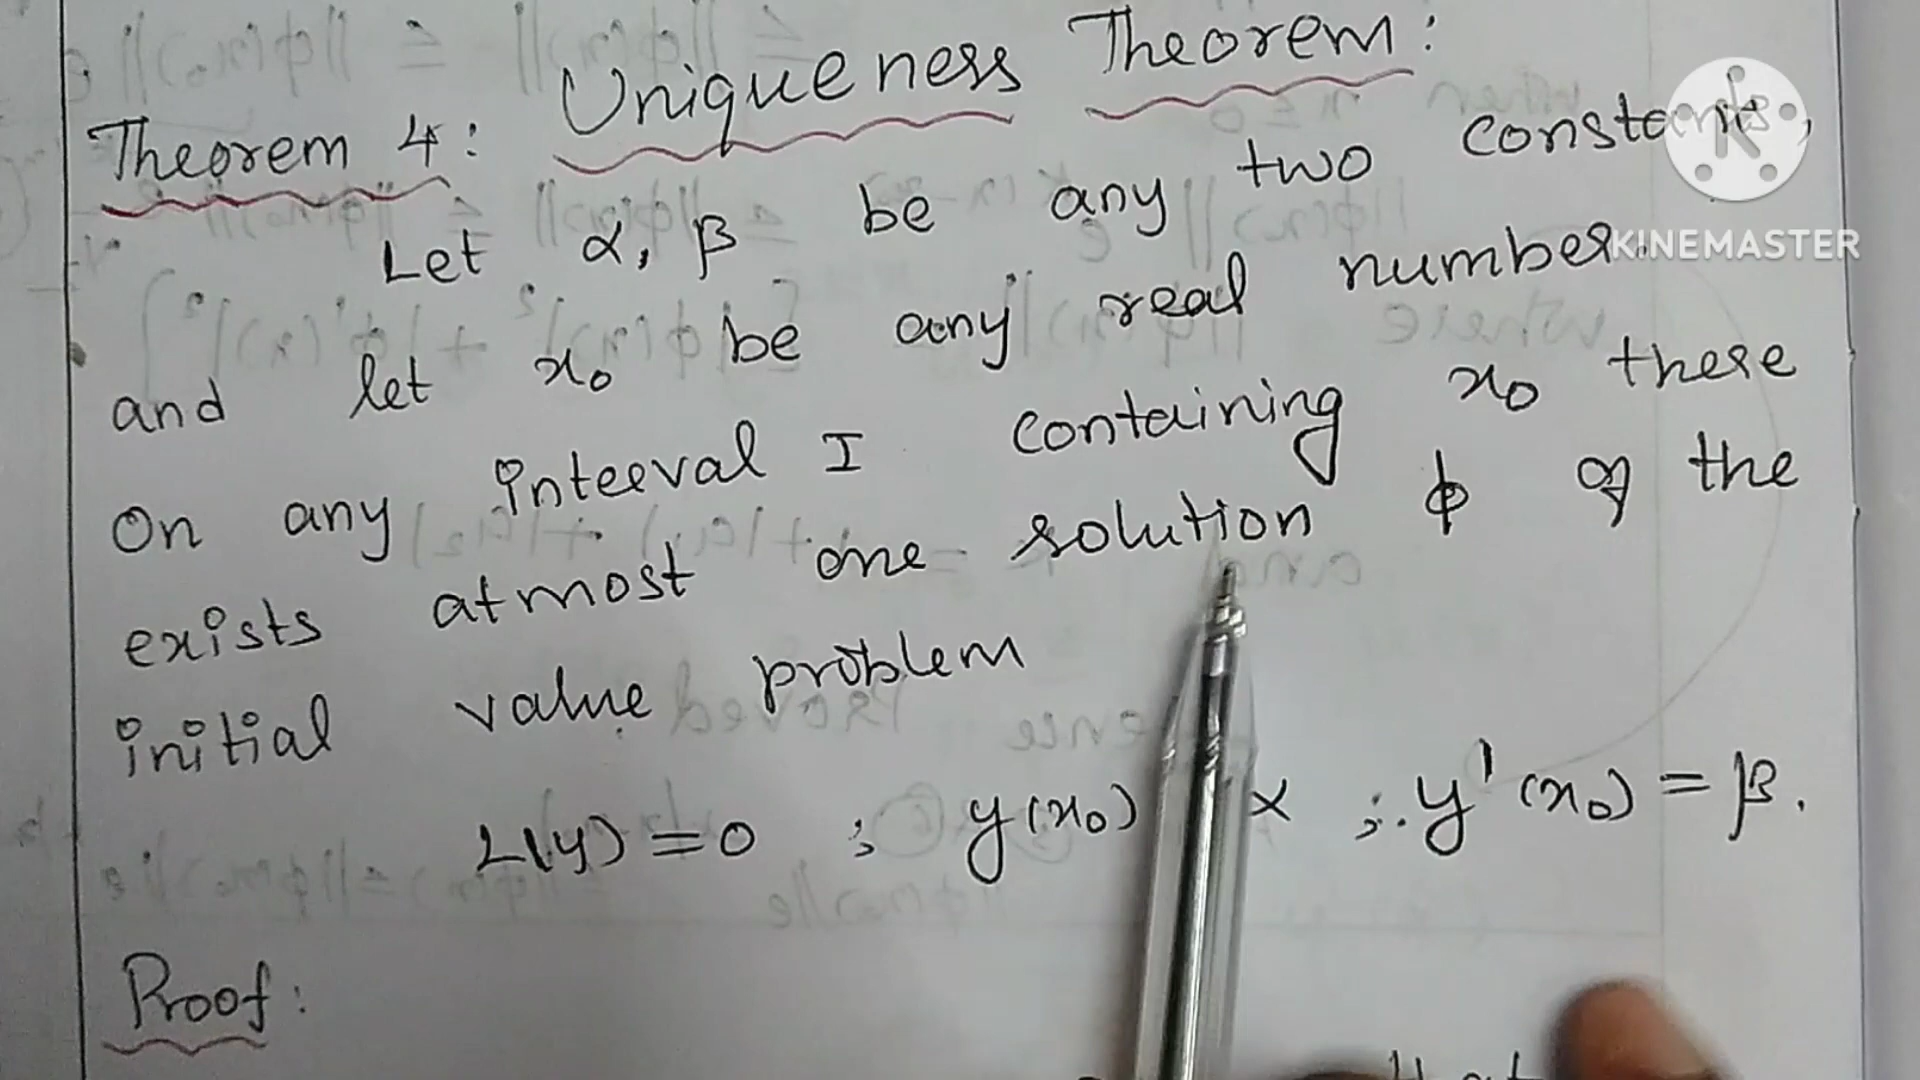 Theorem 4: Uniqueness Theorem:
Let α, β be any two constants,
and let x₀ be any real number.
On any interval I containing x₀ there
exists atmost one solution ϕ of the
initial value problem
L(y) = 0 ; y(x₀) α ; y'(x₀) = β.
Proof:
KINEMASTER